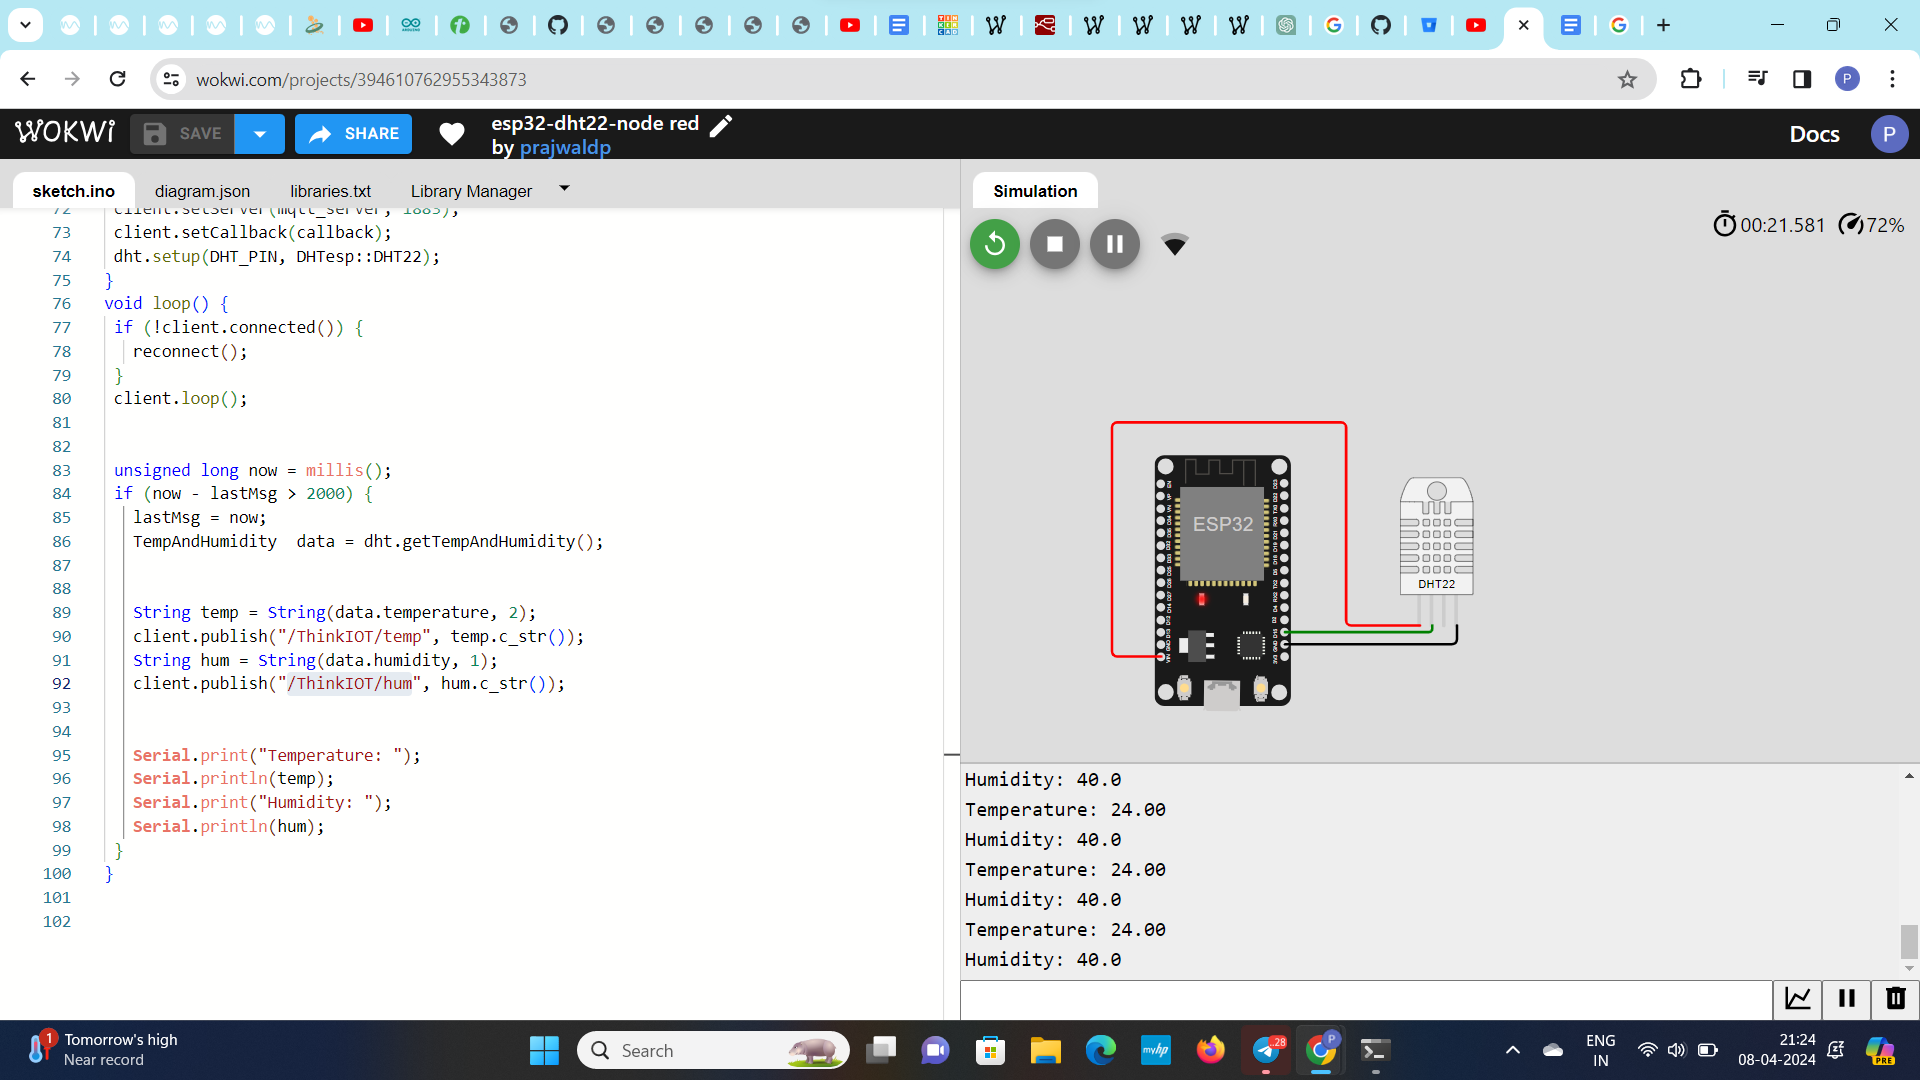 wokwi.com/projects/394610762955343873
P
WOKWi
SAVE
SHARE
esp32-dht22-node red
by prajwaldp
Docs
P
sketch.ino
diagram.json
libraries.txt
Library Manager
Simulation
00:21.581
72%
72 client.setServer(mqtt_server, 1883);
73 client.setCallback(callback);
74 dht.setup(DHT_PIN, DHTesp::DHT22);
75 }
76 void loop() {
77 if (!client.connected()) {
78 reconnect();
79 }
80 client.loop();
81
82
83 unsigned long now = millis();
84 if (now - lastMsg > 2000) {
85 lastMsg = now;
86 TempAndHumidity  data = dht.getTempAndHumidity();
87
88
89 String temp = String(data.temperature, 2);
90 client.publish("/ThinkIOT/temp", temp.c_str());
91 String hum = String(data.humidity, 1);
92 client.publish("/ThinkIOT/hum", hum.c_str());
93
94
95 Serial.print("Temperature: ");
96 Serial.println(temp);
97 Serial.print("Humidity: ");
98 Serial.println(hum);
99 }
100 }
101
102
ESP32
DHT22
Humidity: 40.0
Temperature: 24.00
Humidity: 40.0
Temperature: 24.00
Humidity: 40.0
Temperature: 24.00
Humidity: 40.0
1
Tomorrow's high
Near record
Search
myhp
28
P
ENG
IN
21:24
08-04-2024
PRE